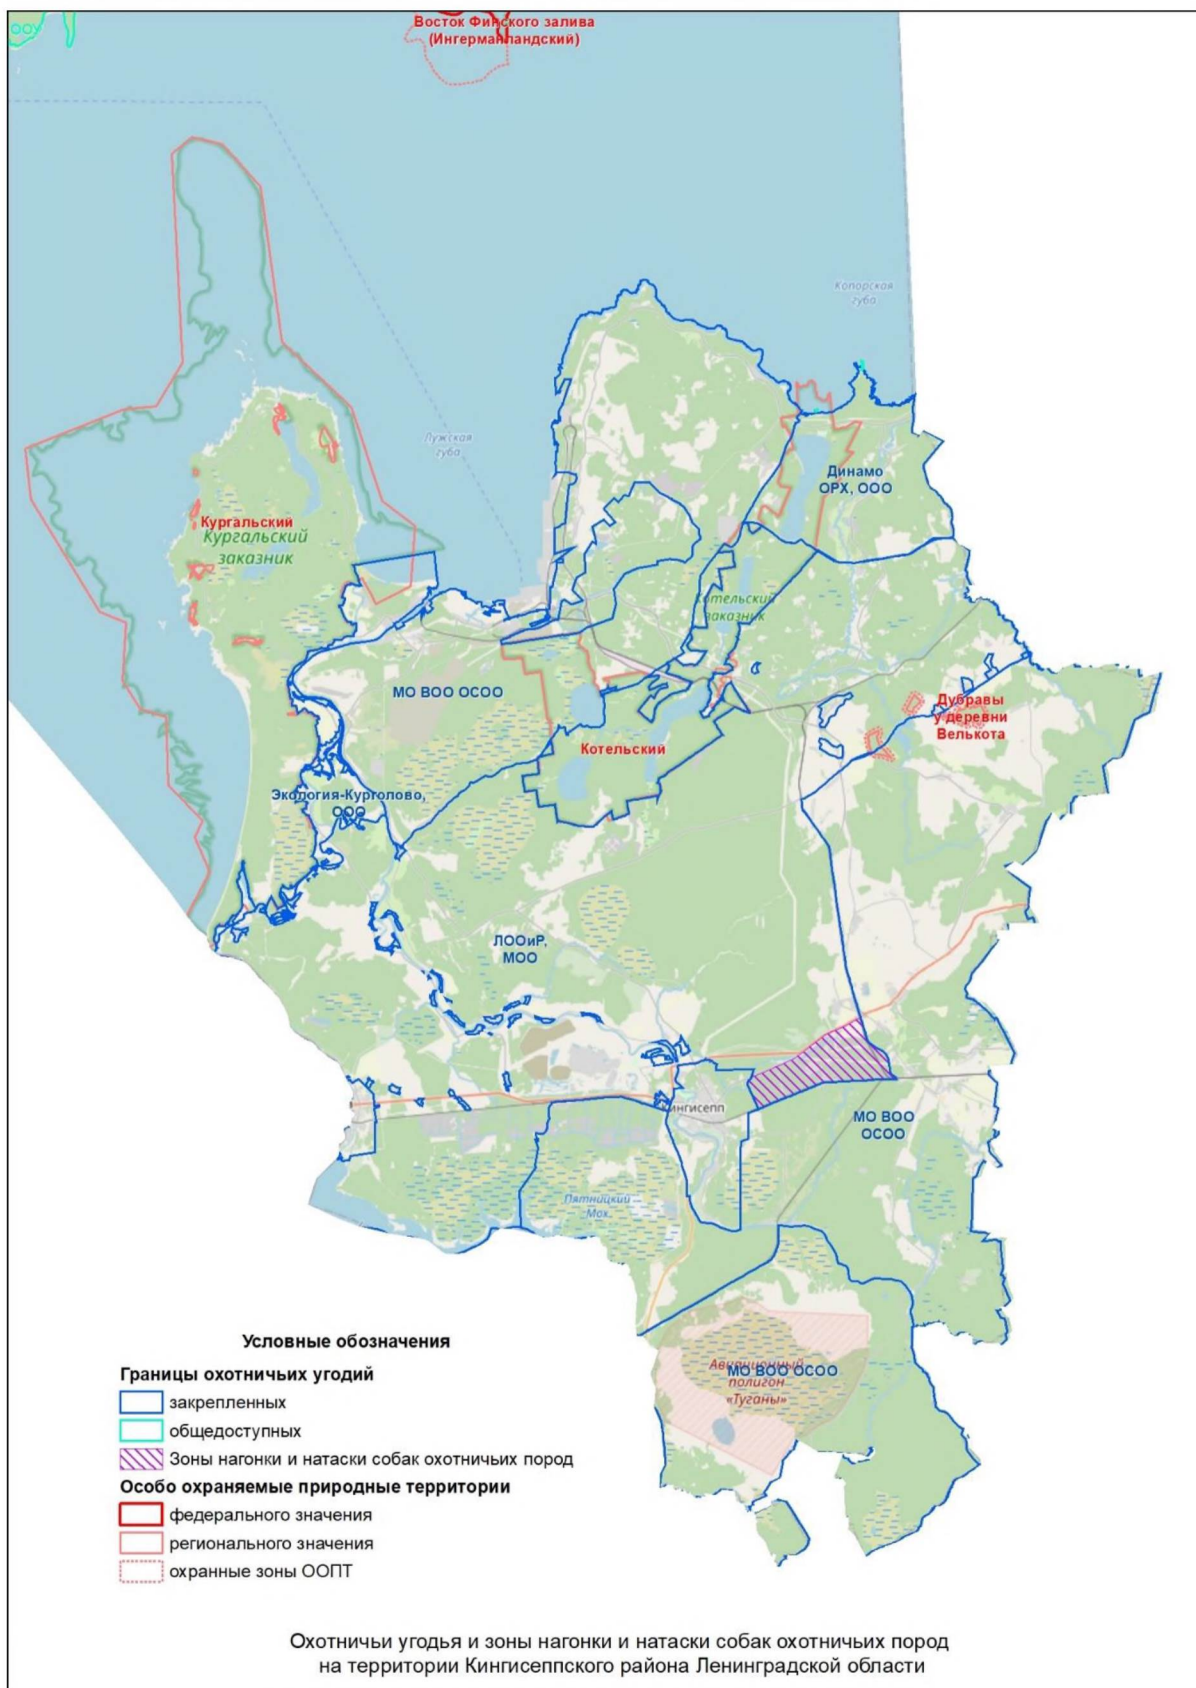 ООУ
Восток Финского залива
(Ингерманландский)
Копорская
губа
Лужская
губа
Динамо
ОРХ, ООО
Кургальский
Кургальский
заказник
Котельский
заказник
МО ВОО ОСОО
Дубравы
у деревни
Велькота
Котельский
Экология-Курголово,
ООО
ЛООиР,
МОО
Кингисепп
МО ВОО
ОСОО
Пятницкий
Мох
Авиационный
полигон
«Туганы»
МО ВОО ОСОО
Условные обозначения
Границы охотничьих угодий
закрепленных
общедоступных
Зоны нагонки и натаски собак охотничьих пород
Особо охраняемые природные территории
федерального значения
регионального значения
охранные зоны ООПТ
Охотничьи угодья и зоны нагонки и натаски собак охотничьих пород
на территории Кингисеппского района Ленинградской области